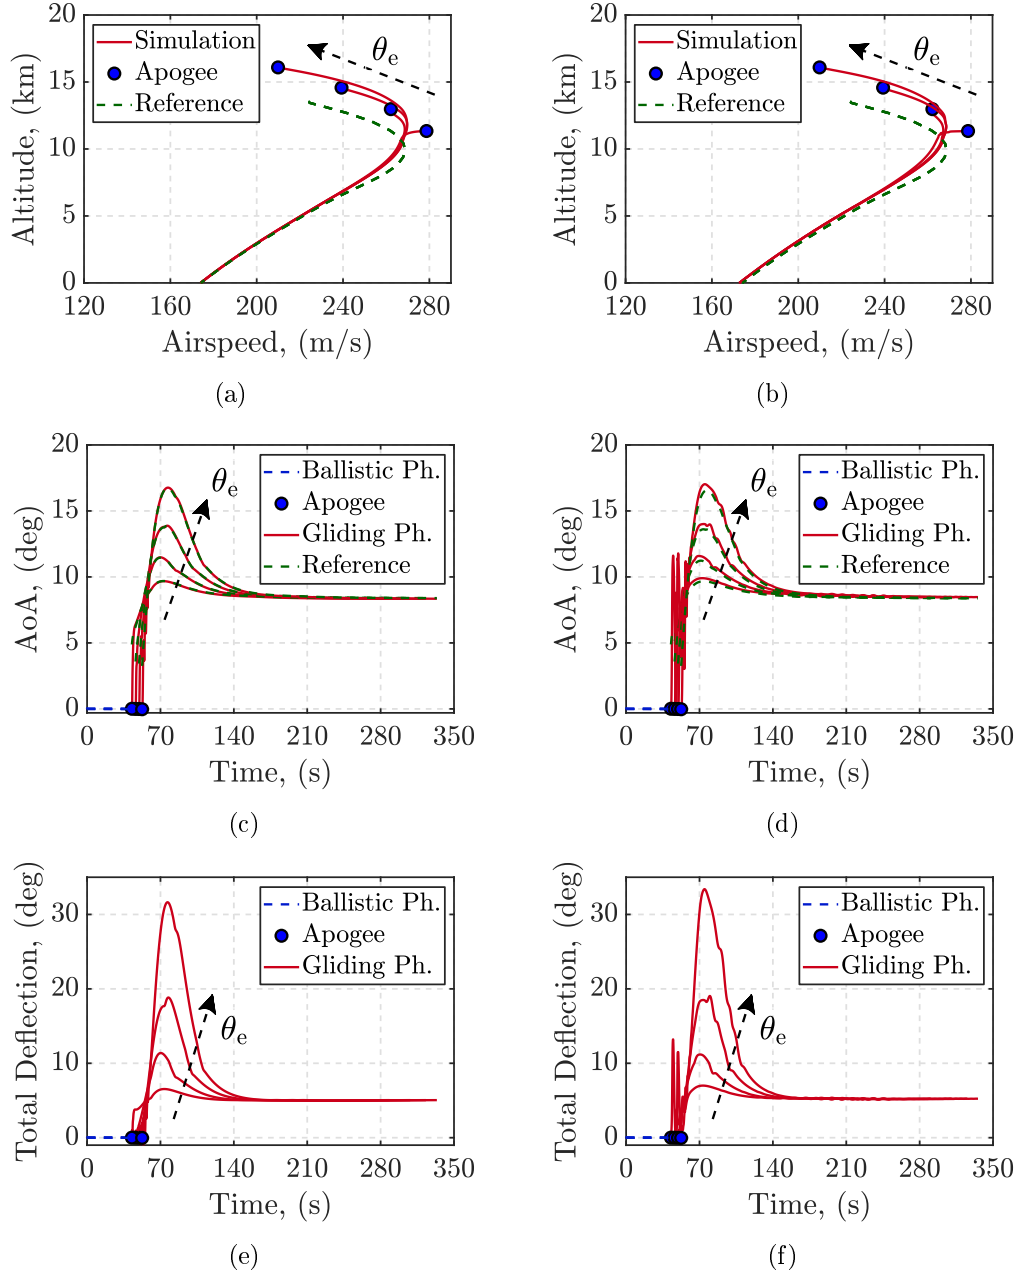 20
15
10
5
0
120
160
200
240
280
Altitude, (km)
Airspeed, (m/s)
Simulation
Apogee
Reference
θe
(a)
20
15
10
5
0
120
160
200
240
280
Altitude, (km)
Airspeed, (m/s)
Simulation
Apogee
Reference
θe
(b)
20
15
10
5
0
0
70
140
210
280
350
AoA, (deg)
Time, (s)
Ballistic Ph.
Apogee
Gliding Ph.
Reference
θe
(c)
20
15
10
5
0
0
70
140
210
280
350
AoA, (deg)
Time, (s)
Ballistic Ph.
Apogee
Gliding Ph.
Reference
θe
(d)
30
20
10
0
0
70
140
210
280
350
Total Deflection, (deg)
Time, (s)
Ballistic Ph.
Apogee
Gliding Ph.
θe
(e)
30
20
10
0
0
70
140
210
280
350
Total Deflection, (deg)
Time, (s)
Ballistic Ph.
Apogee
Gliding Ph.
θe
(f)